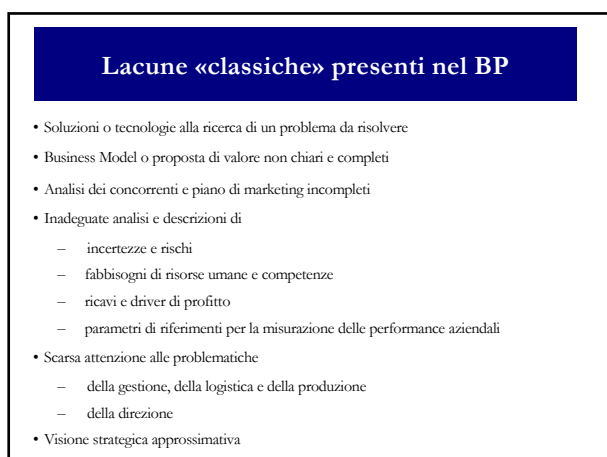 Lacune «classiche» presenti nel BP
• Soluzioni o tecnologie alla ricerca di un problema da risolvere
• Business Model o proposta di valore non chiari e completi
• Analisi dei concorrenti e piano di marketing incompleti
• Inadeguate analisi e descrizioni di
– incertezze e rischi
– fabbisogni di risorse umane e competenze
– ricavi e driver di profitto
– parametri di riferimenti per la misurazione delle performance aziendali
• Scarsa attenzione alle problematiche
– della gestione, della logistica e della produzione
– della direzione
• Visione strategica approssimativa